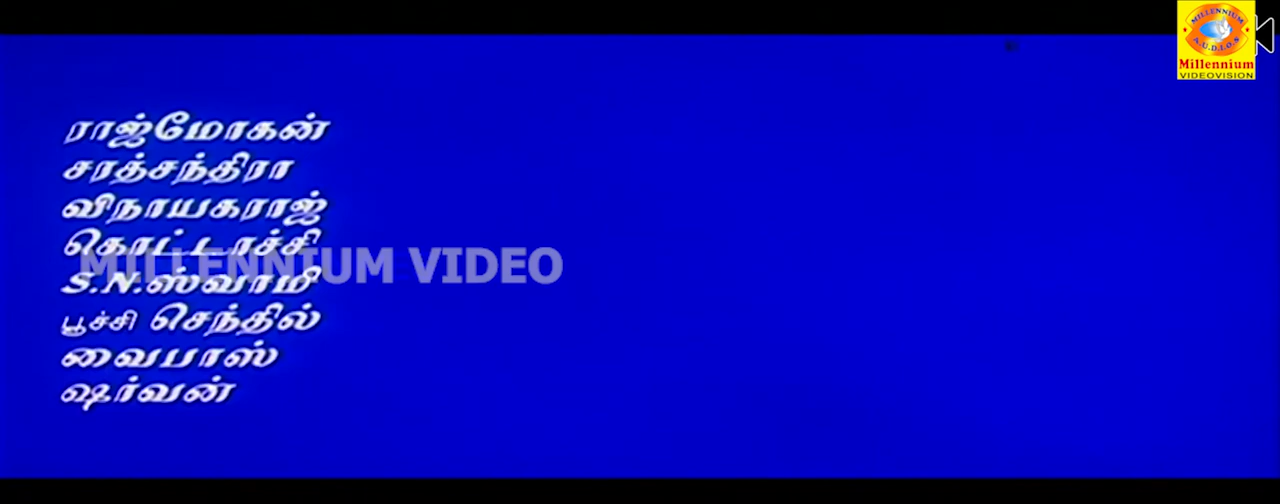 MILLENNIUM
A.U.D.I.O.S
Millennium
VIDEOVISION
ராஜ்மோகன்
சரத்சந்திரா
விநாயகராஜ்
கொட்டாச்சி
MILLENNIUM VIDEO
S.N.ஸ்வாமி
பூச்சி செந்தில்
வைபாஸ்
ஷர்வன்